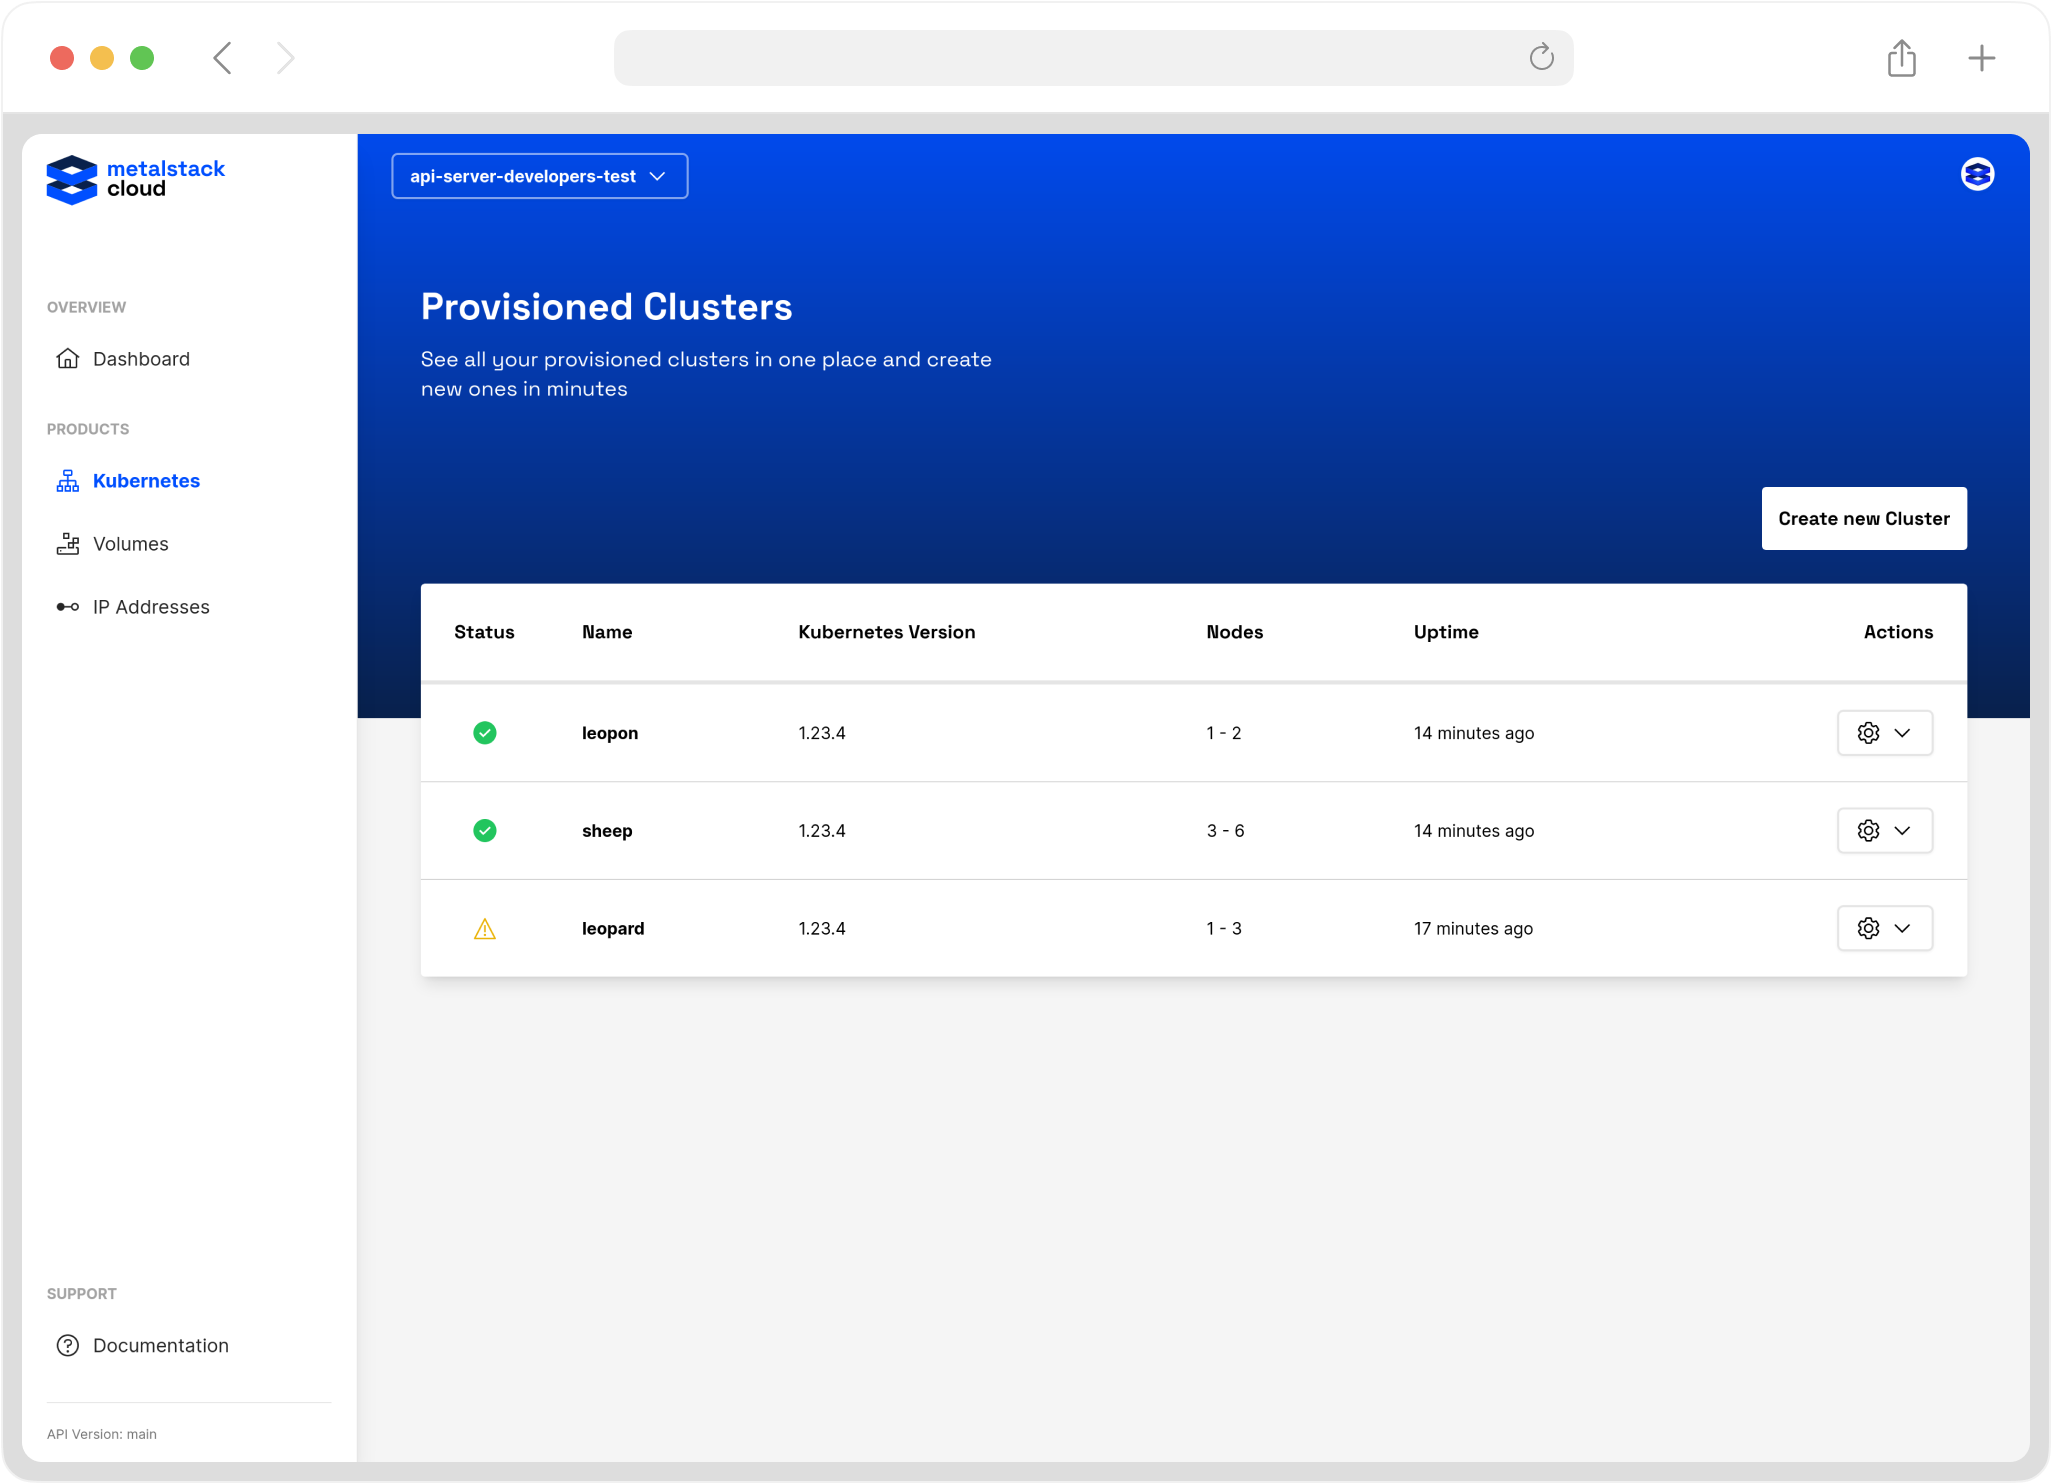 metalstack
cloud
api-server-developers-test
OVERVIEW
Dashboard
PRODUCTS
Kubernetes
Volumes
IP Addresses
SUPPORT
Documentation
API Version: main
Provisioned Clusters
See all your provisioned clusters in one place and create
new ones in minutes
Create new Cluster
Status Name Kubernetes Version Nodes Uptime Actions
leopon 1.23.4 1 - 2 14 minutes ago
sheep 1.23.4 3 - 6 14 minutes ago
leopard 1.23.4 1 - 3 17 minutes ago